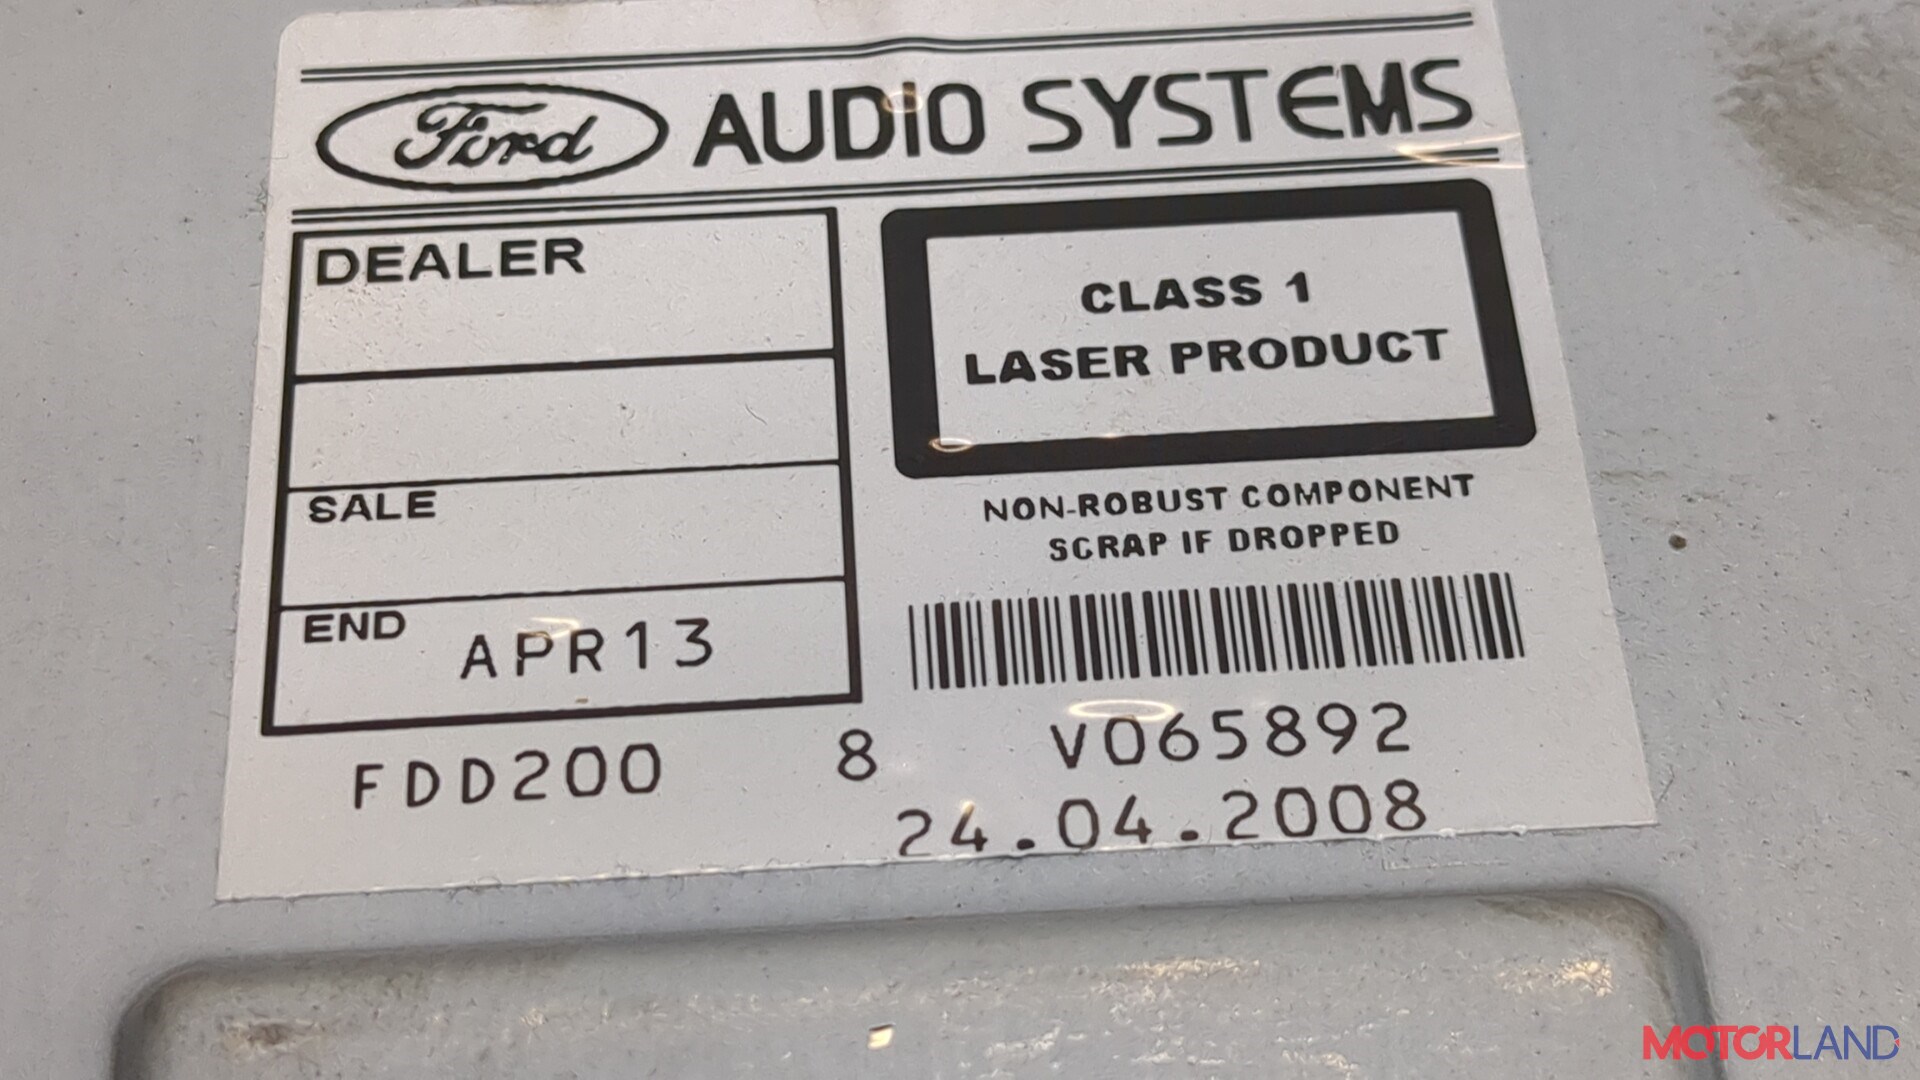 Ford AUDIO SYSTEMS
DEALER
SALE
END APR13
CLASS 1
LASER PRODUCT
NON-ROBUST COMPONENT
SCRAP IF DROPPED
FDD200 8 V065892
24.04.2008
MOTORLAND